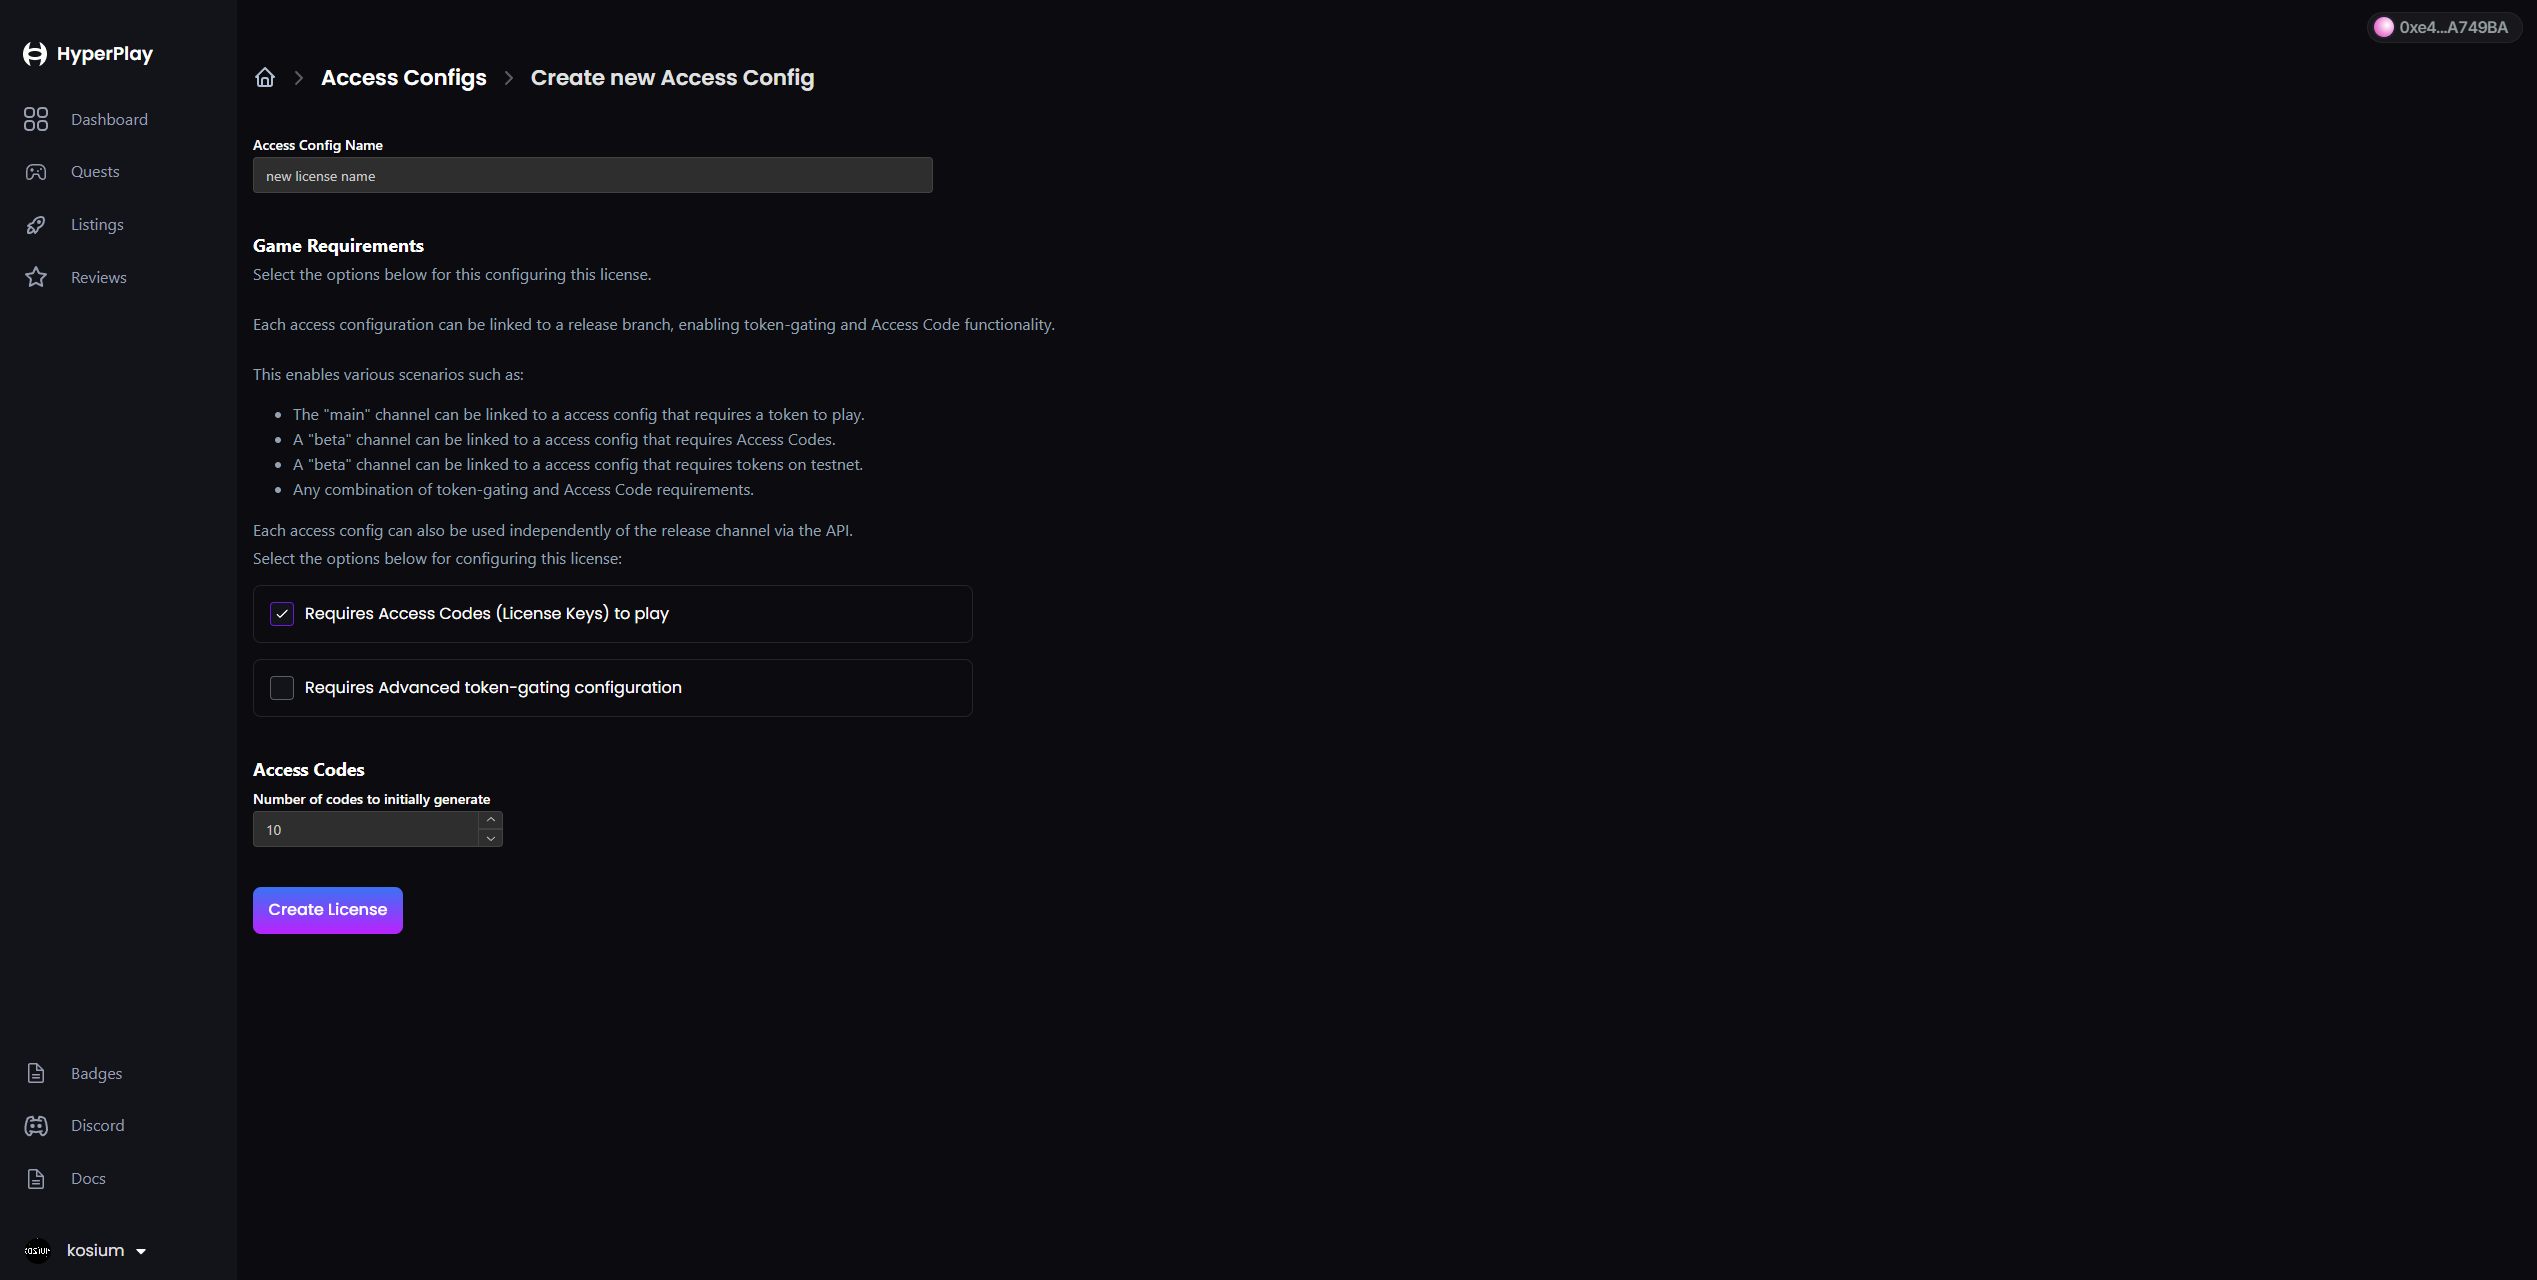 HyperPlay
0xe4...A749BA
Dashboard
Quests
Listings
Reviews
Access Configs
Create new Access Config
Access Config Name
new license name
Game Requirements
Select the options below for this configuring this license.
Each access configuration can be linked to a release branch, enabling token-gating and Access Code functionality.
This enables various scenarios such as:
The "main" channel can be linked to a access config that requires a token to play.
A "beta" channel can be linked to a access config that requires Access Codes.
A "beta" channel can be linked to a access config that requires tokens on testnet.
Any combination of token-gating and Access Code requirements.
Each access config can also be used independently of the release channel via the API.
Select the options below for configuring this license:
Requires Access Codes (License Keys) to play
Requires Advanced token-gating configuration
Access Codes
Number of codes to initially generate
10
Create License
Badges
Discord
Docs
kosium